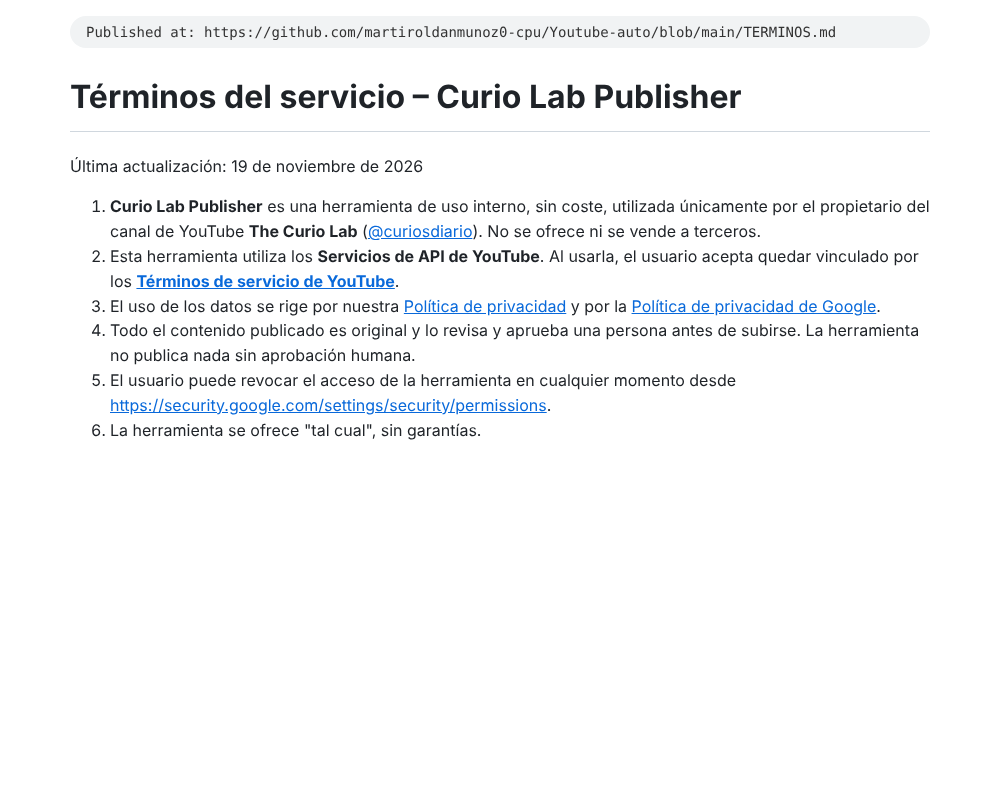 Published at: https://github.com/martiroldanmunoz0-cpu/Youtube-auto/blob/main/TERMINOS.md
Términos del servicio – Curio Lab Publisher
Última actualización: 19 de noviembre de 2026
1. Curio Lab Publisher es una herramienta de uso interno, sin coste, utilizada únicamente por el propietario del
canal de YouTube The Curio Lab (@curiosdiario). No se ofrece ni se vende a terceros.
2. Esta herramienta utiliza los Servicios de API de YouTube. Al usarla, el usuario acepta quedar vinculado por
los Términos de servicio de YouTube.
3. El uso de los datos se rige por nuestra Política de privacidad y por la Política de privacidad de Google.
4. Todo el contenido publicado es original y lo revisa y aprueba una persona antes de subirse. La herramienta
no publica nada sin aprobación humana.
5. El usuario puede revocar el acceso de la herramienta en cualquier momento desde
https://security.google.com/settings/security/permissions.
6. La herramienta se ofrece "tal cual", sin garantías.